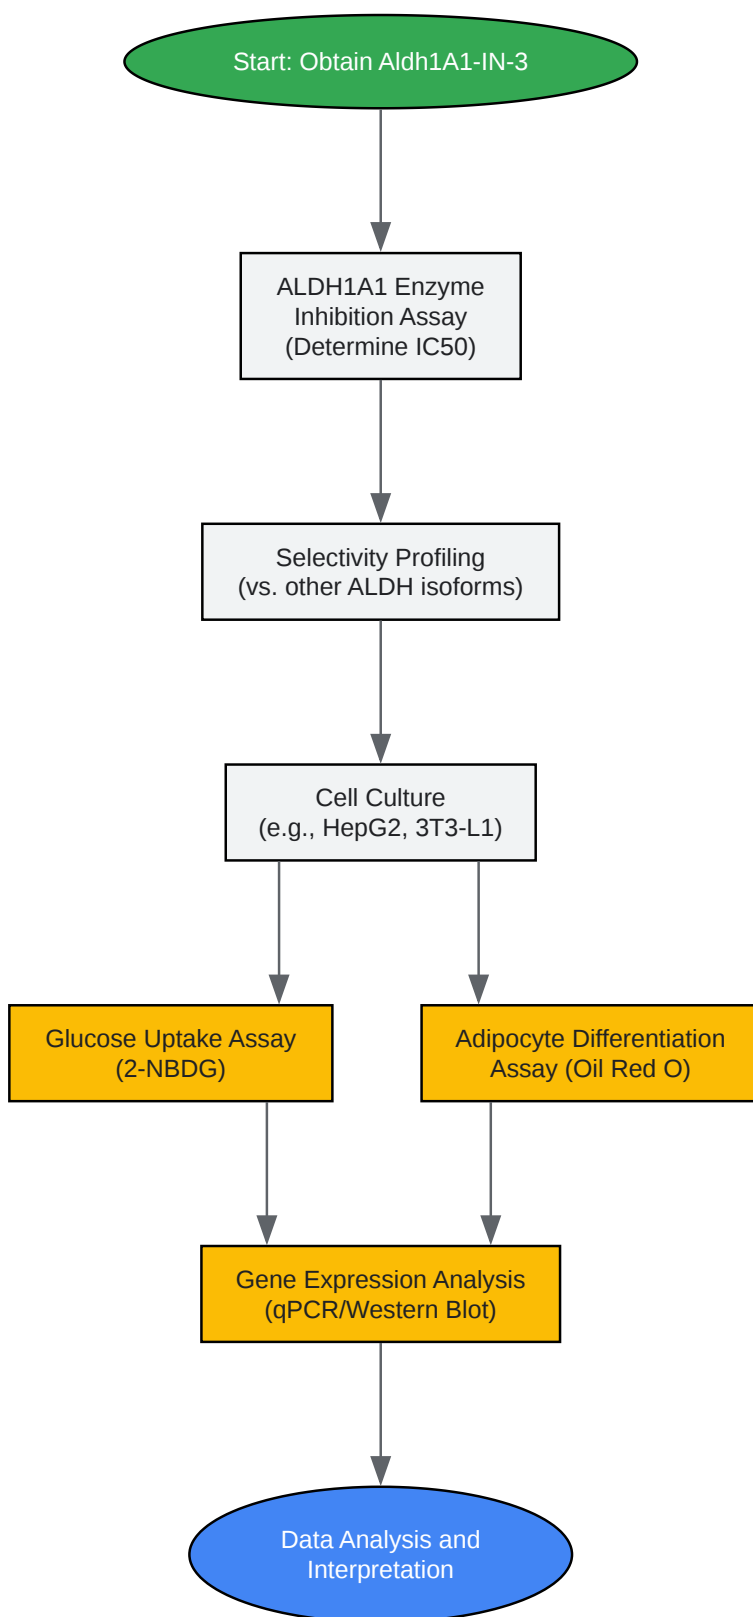 Start: Obtain Aldh1A1-IN-3
ALDH1A1 Enzyme
Inhibition Assay
(Determine IC50)
Selectivity Profiling
(vs. other ALDH isoforms)
Cell Culture
(e.g., HepG2, 3T3-L1)
Glucose Uptake Assay
(2-NBDG)
Adipocyte Differentiation
Assay (Oil Red O)
Gene Expression Analysis
(qPCR/Western Blot)
Data Analysis and
Interpretation